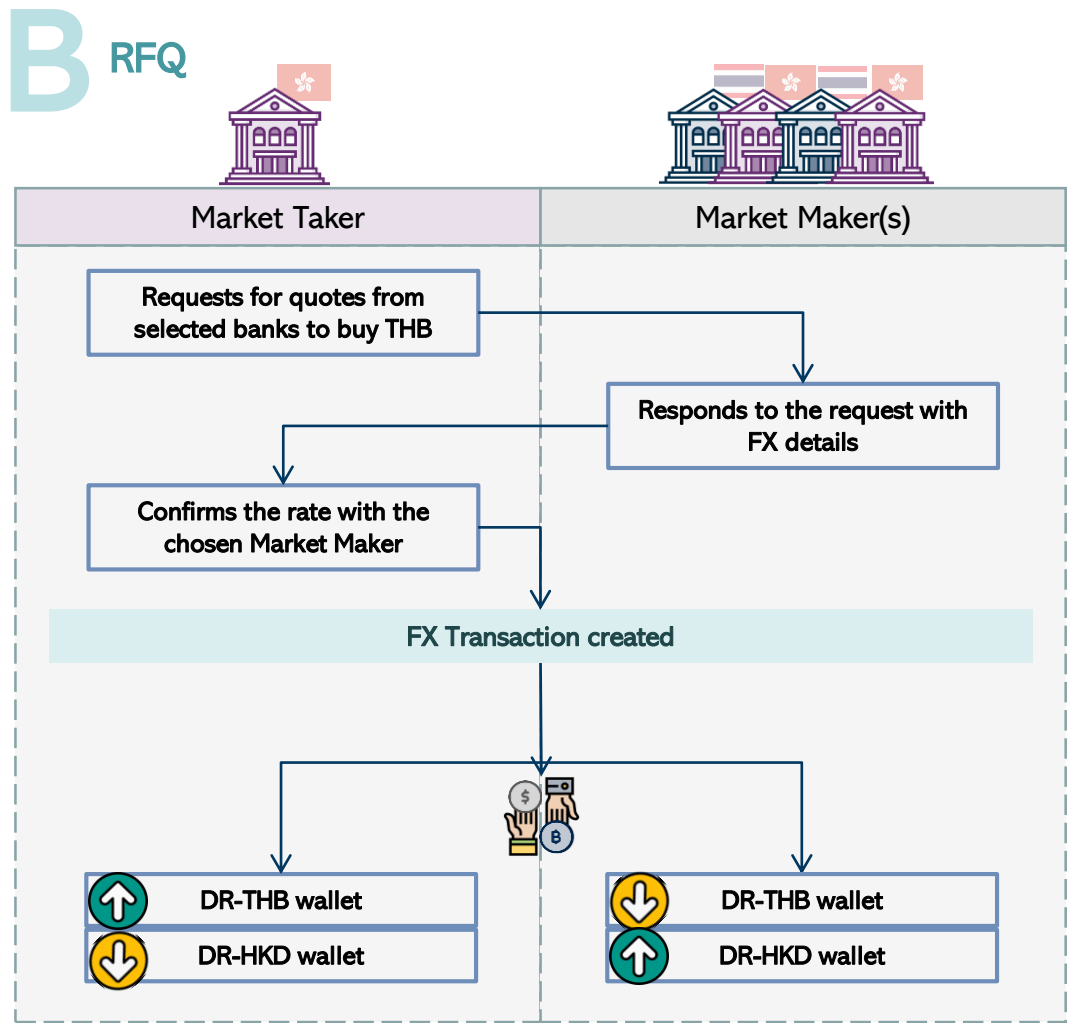 B RFQ
Market Taker
Market Maker(s)
Requests for quotes from
selected banks to buy THB
Responds to the request with
FX details
Confirms the rate with the
chosen Market Maker
FX Transaction created
$
B
DR-THB wallet
DR-THB wallet
DR-HKD wallet
DR-HKD wallet